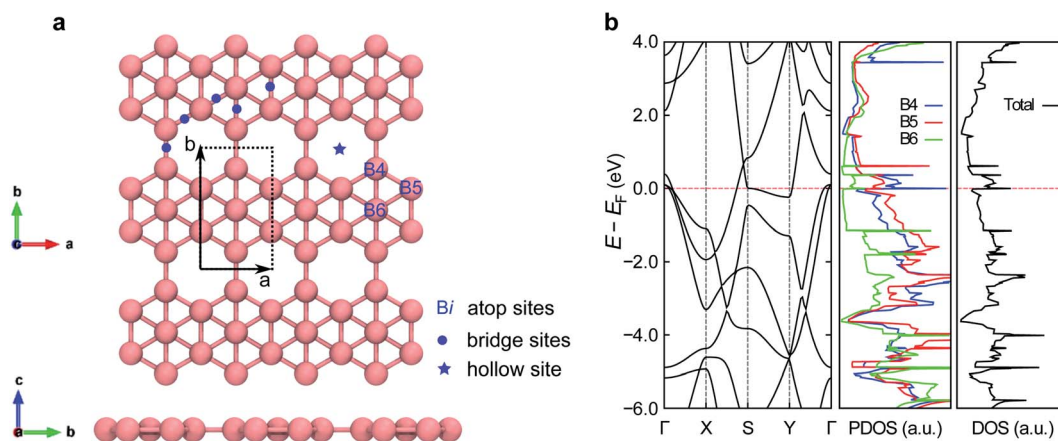 a
b
b
a
c
b
a
B4
B5
B6
Bi atop sites
bridge sites
hollow site
c
a
b
b
E − E_F (eV)
4.0
2.0
0.0
-2.0
-4.0
-6.0
Γ X S Y Γ
B4
B5
B6
PDOS (a.u.)
Total
DOS (a.u.)